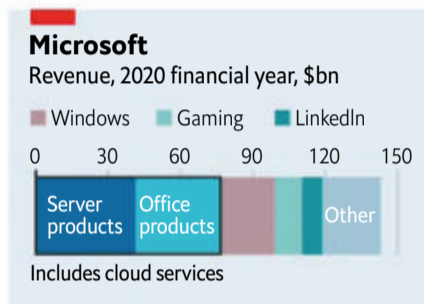 Microsoft
Revenue, 2020 financial year, $bn
Windows Gaming LinkedIn
0 30 60 90 120 150
Server Office
products products Other
Includes cloud services